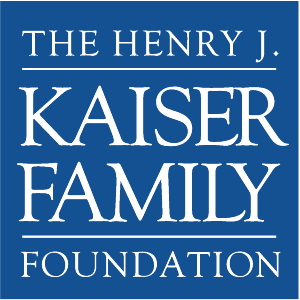 THE HENRY J.
KAISER
FAMILY
FOUNDATION